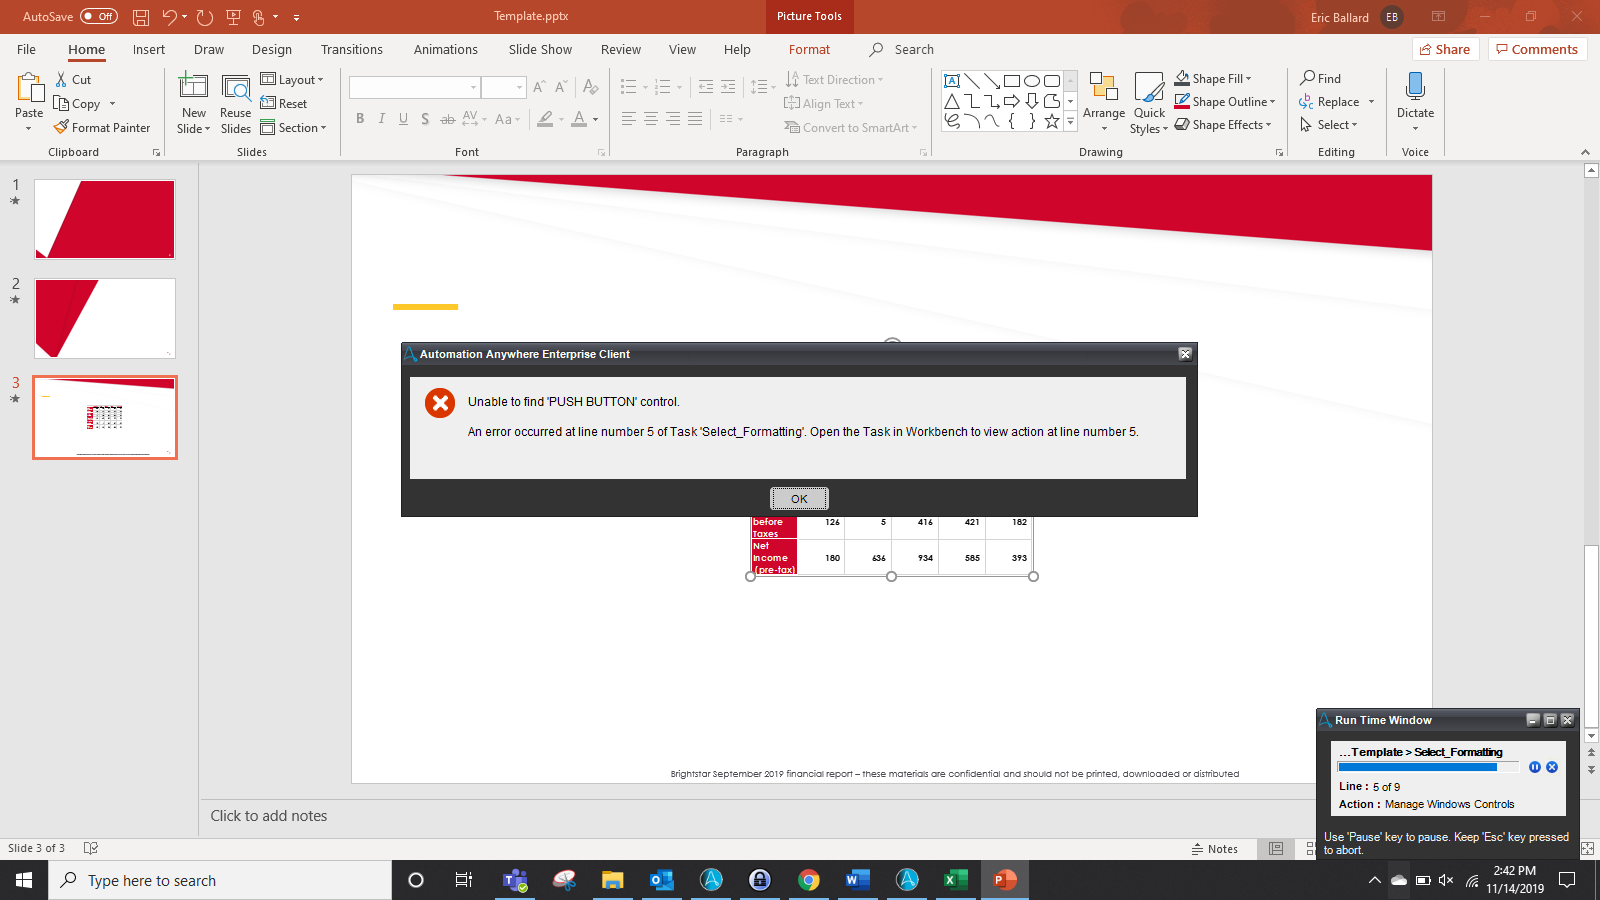 AutoSave Off Template.pptx Picture Tools Eric Ballard EB
File Home Insert Draw Design Transitions Animations Slide Show Review View Help Format Search Share Comments
Paste Cut Copy Format Painter
Clipboard
New Slide Reuse Slides Layout Reset Section
Slides
B I U S ab AV Aa A
Font
Text Direction Align Text Convert to SmartArt
Paragraph
Arrange Quick Styles Shape Fill Shape Outline Shape Effects
Drawing
Find Replace Select
Editing
Dictate
Voice
1
2
3
Automation Anywhere Enterprise Client
Unable to find 'PUSH BUTTON' control.
An error occurred at line number 5 of Task 'Select_Formatting'. Open the Task in Workbench to view action at line number 5.
OK
before Taxes 126 5 416 421 182
Net Income (pre-tax) 180 636 934 585 393
Brightstar September 2019 financial report – these materials are confidential and should not be printed, downloaded or distributed
Run Time Window
...Template > Select_Formatting
Line : 5 of 9
Action : Manage Windows Controls
Use 'Pause' key to pause. Keep 'Esc' key pressed
to abort.
Click to add notes
Slide 3 of 3 Notes
Type here to search
2:42 PM
11/14/2019